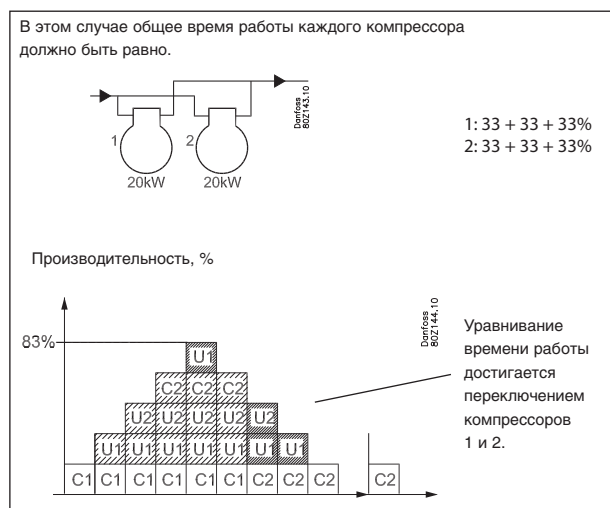 В этом случае общее время работы каждого компрессора
должно быть равно.
Danfoss
80Z143.10
1
2
20kW
20kW
1: 33 + 33 + 33%
2: 33 + 33 + 33%
Производительность, %
83%
Danfoss
80Z144.10
Уравнивание
времени работы
достигается
переключением
компрессоров
1 и 2.
U1
C2 C2 C2
U2 U2 U2 U2 U2
U1 U1 U1 U1 U1 U1 U1
C1 C1 C1 C1 C1 C1 C2 C2 C2 C2